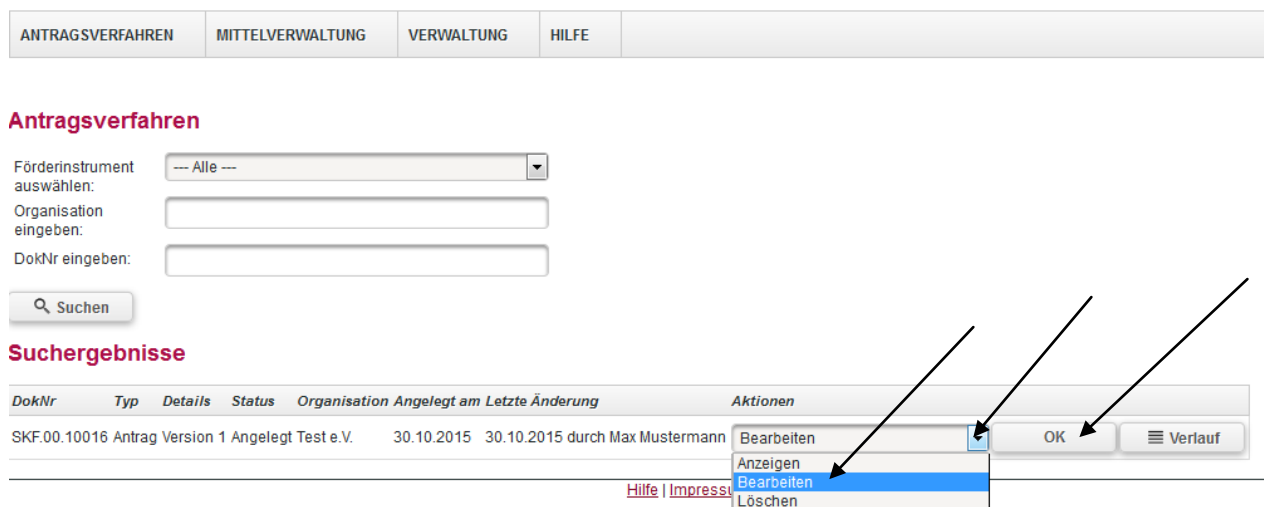 ANTRAGSVERFAHREN MITTELVERWALTUNG VERWALTUNG HILFE
Antragsverfahren
Förderinstrument
auswählen:
--- Alle ---
Organisation
eingeben:
DokNr eingeben:
Suchen
Suchergebnisse
DokNr Typ Details Status Organisation Angelegt am Letzte Änderung Aktionen
SKF.00.10016 Antrag Version 1 Angelegt Test e.V. 30.10.2015 30.10.2015 durch Max Mustermann Bearbeiten OK Verlauf
Anzeigen
Bearbeiten
Löschen
Hilfe | Impressu